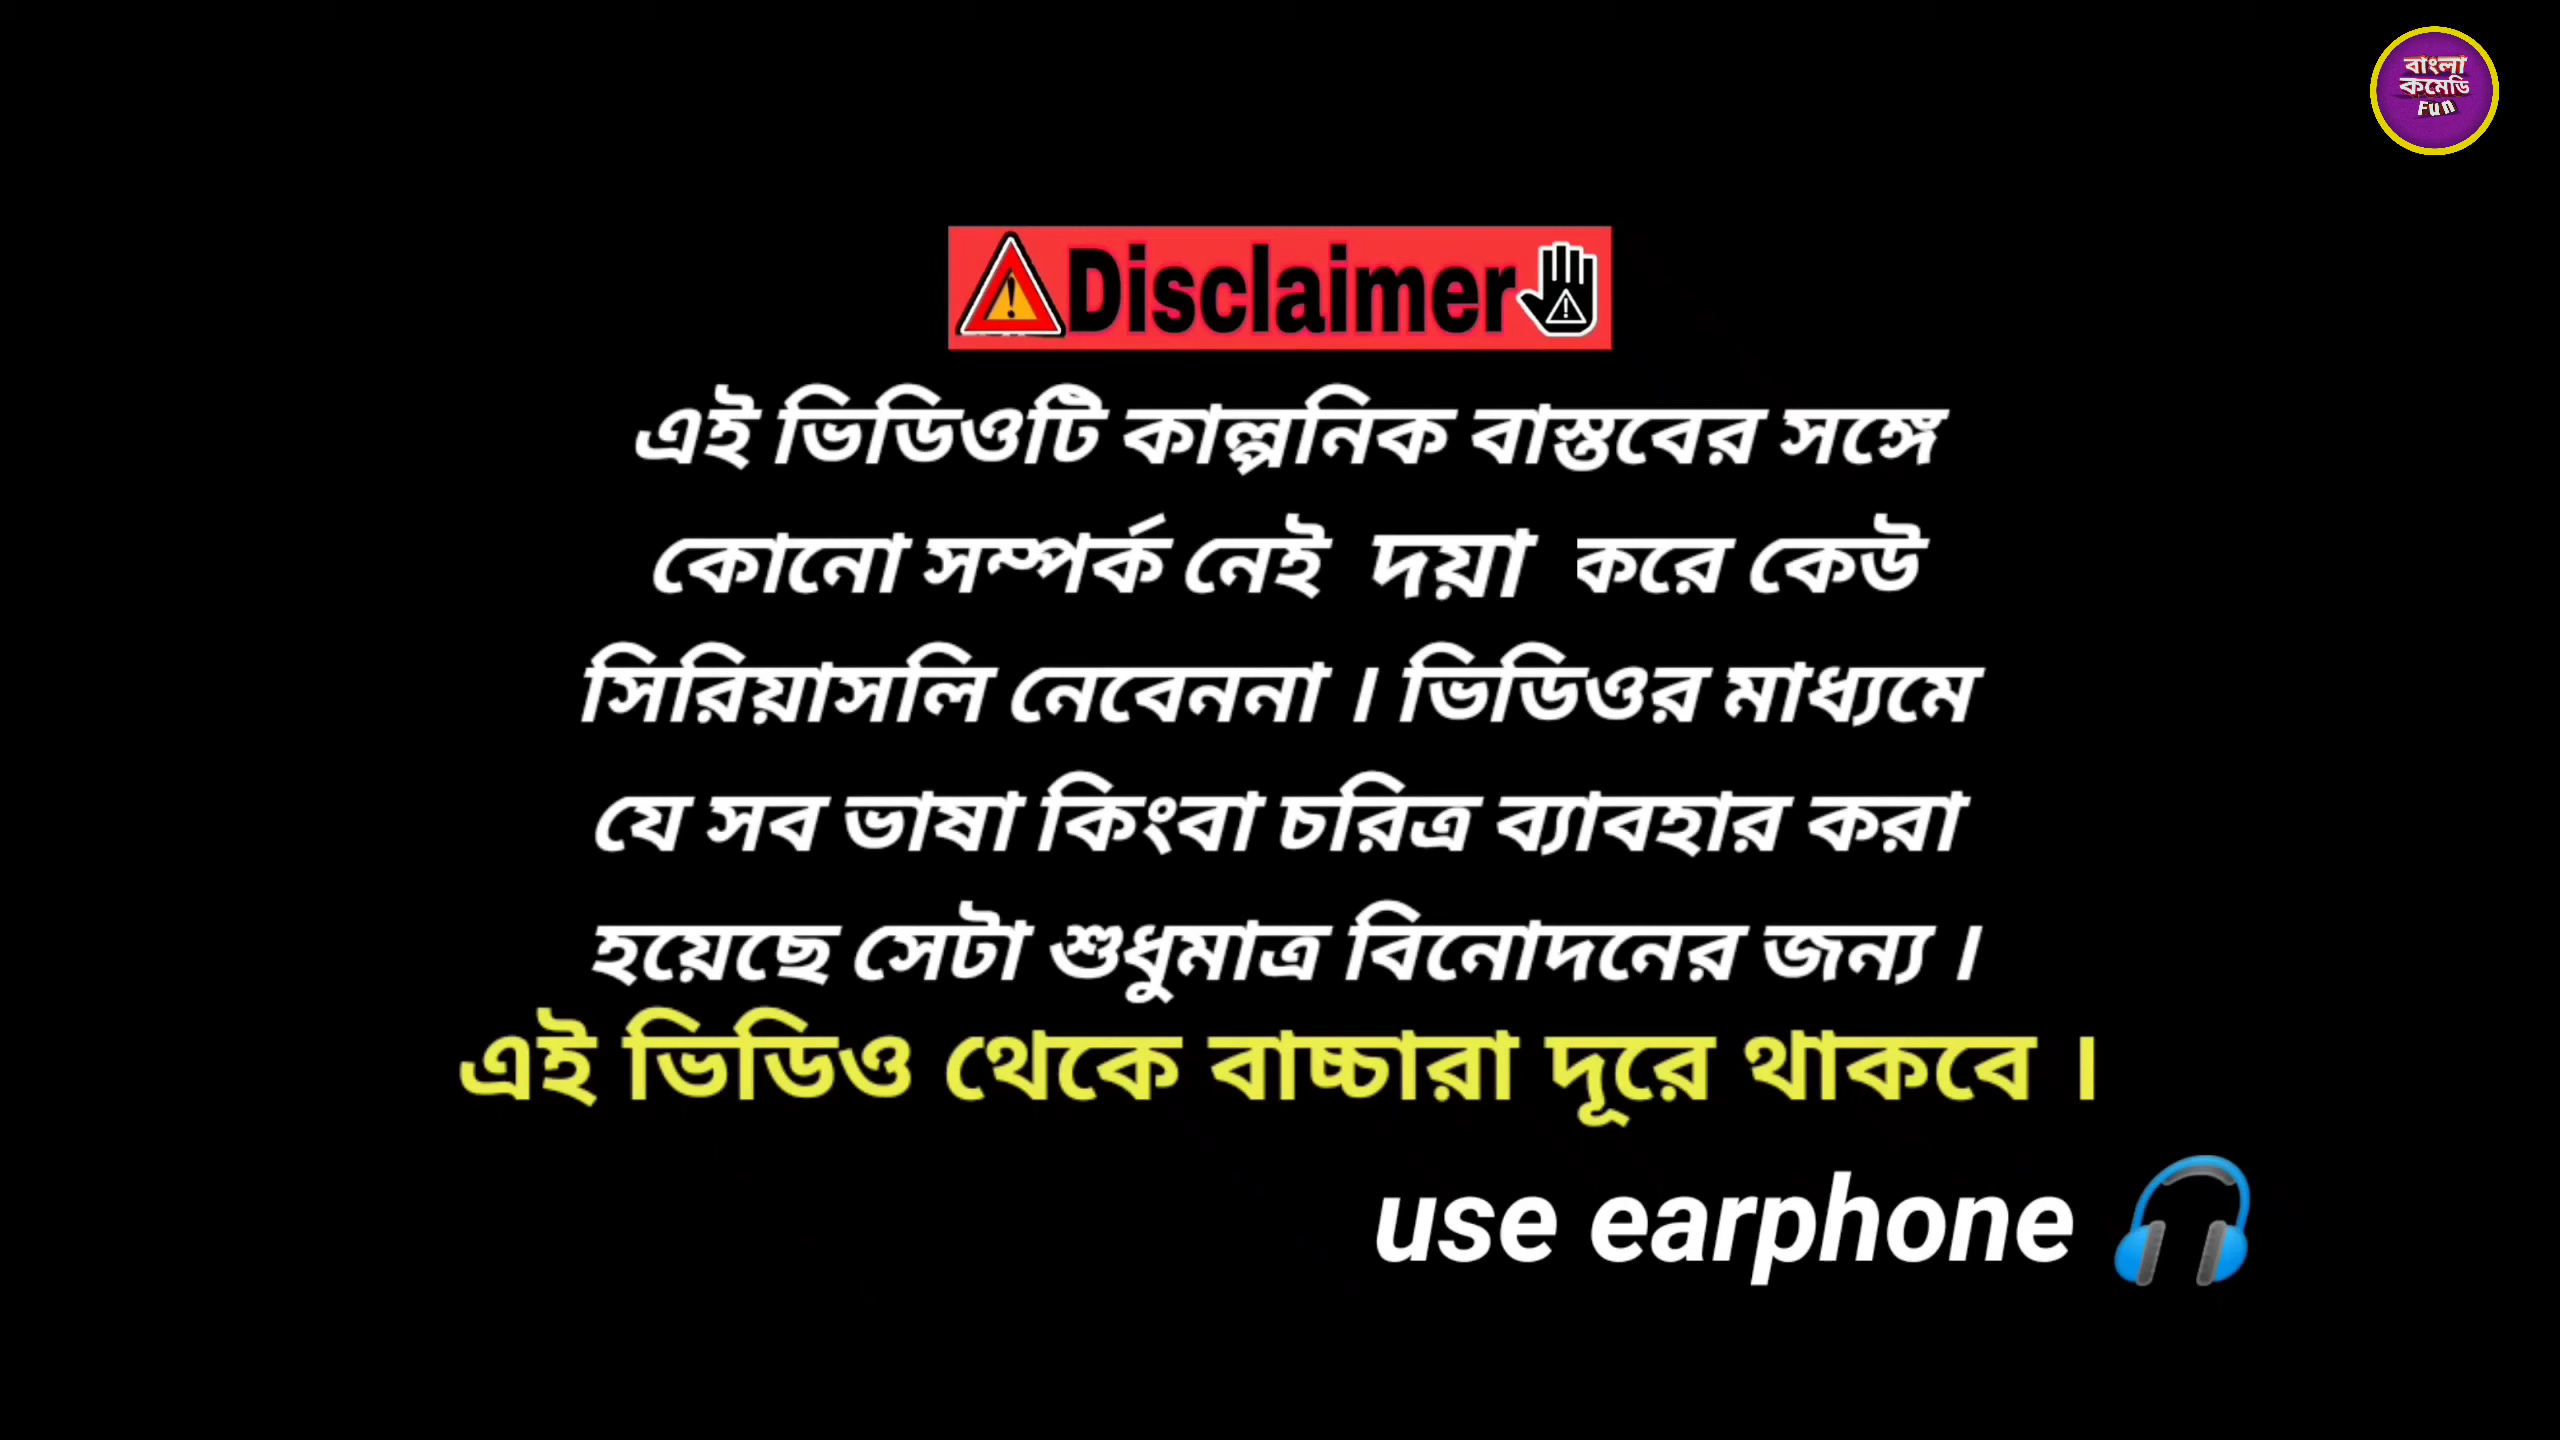 বাংলা
কমেডি
Fun
Disclaimer
এই ভিডিওটি কাল্পনিক বাস্তবের সঙ্গে
কোনো সম্পর্ক নেই দয়া করে কেউ
সিরিয়াসলি নেবেননা । ভিডিওর মাধ্যমে
যে সব ভাষা কিংবা চরিত্র ব্যাবহার করা
হয়েছে সেটা শুধুমাত্র বিনোদনের জন্য ।
এই ভিডিও থেকে বাচ্চারা দূরে থাকবে ।
use earphone